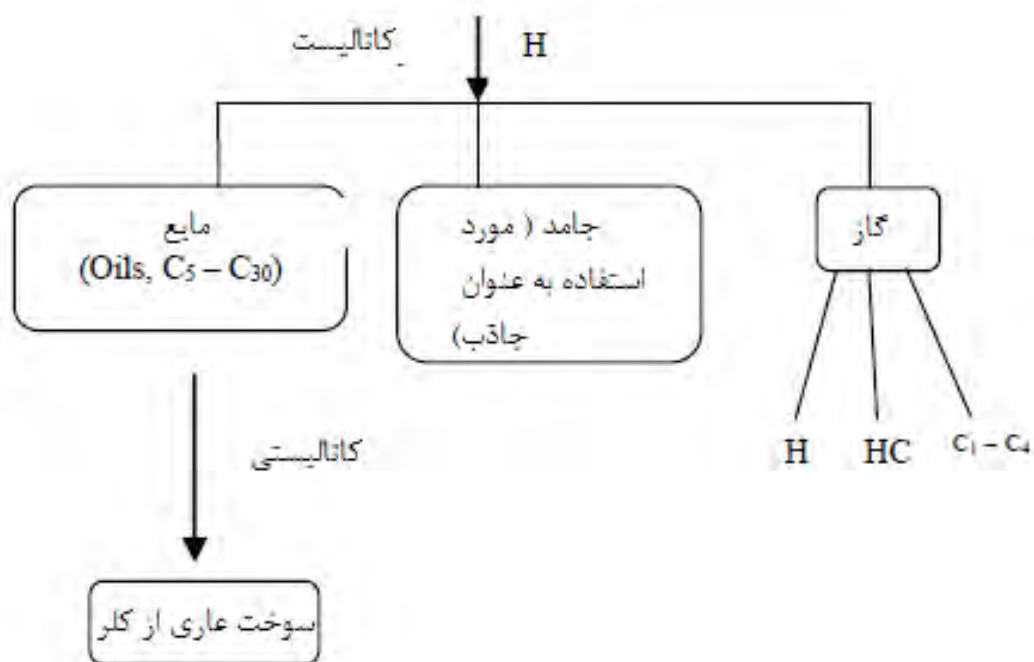 کاتالیست
H
مایع
(Oils, C₅ – C₃₀)
جامد ( مورد
استفاده به عنوان
جاذب)
گاز
H
HC
C₁ – C₄
کاتالیستی
سوخت عاری از کلر